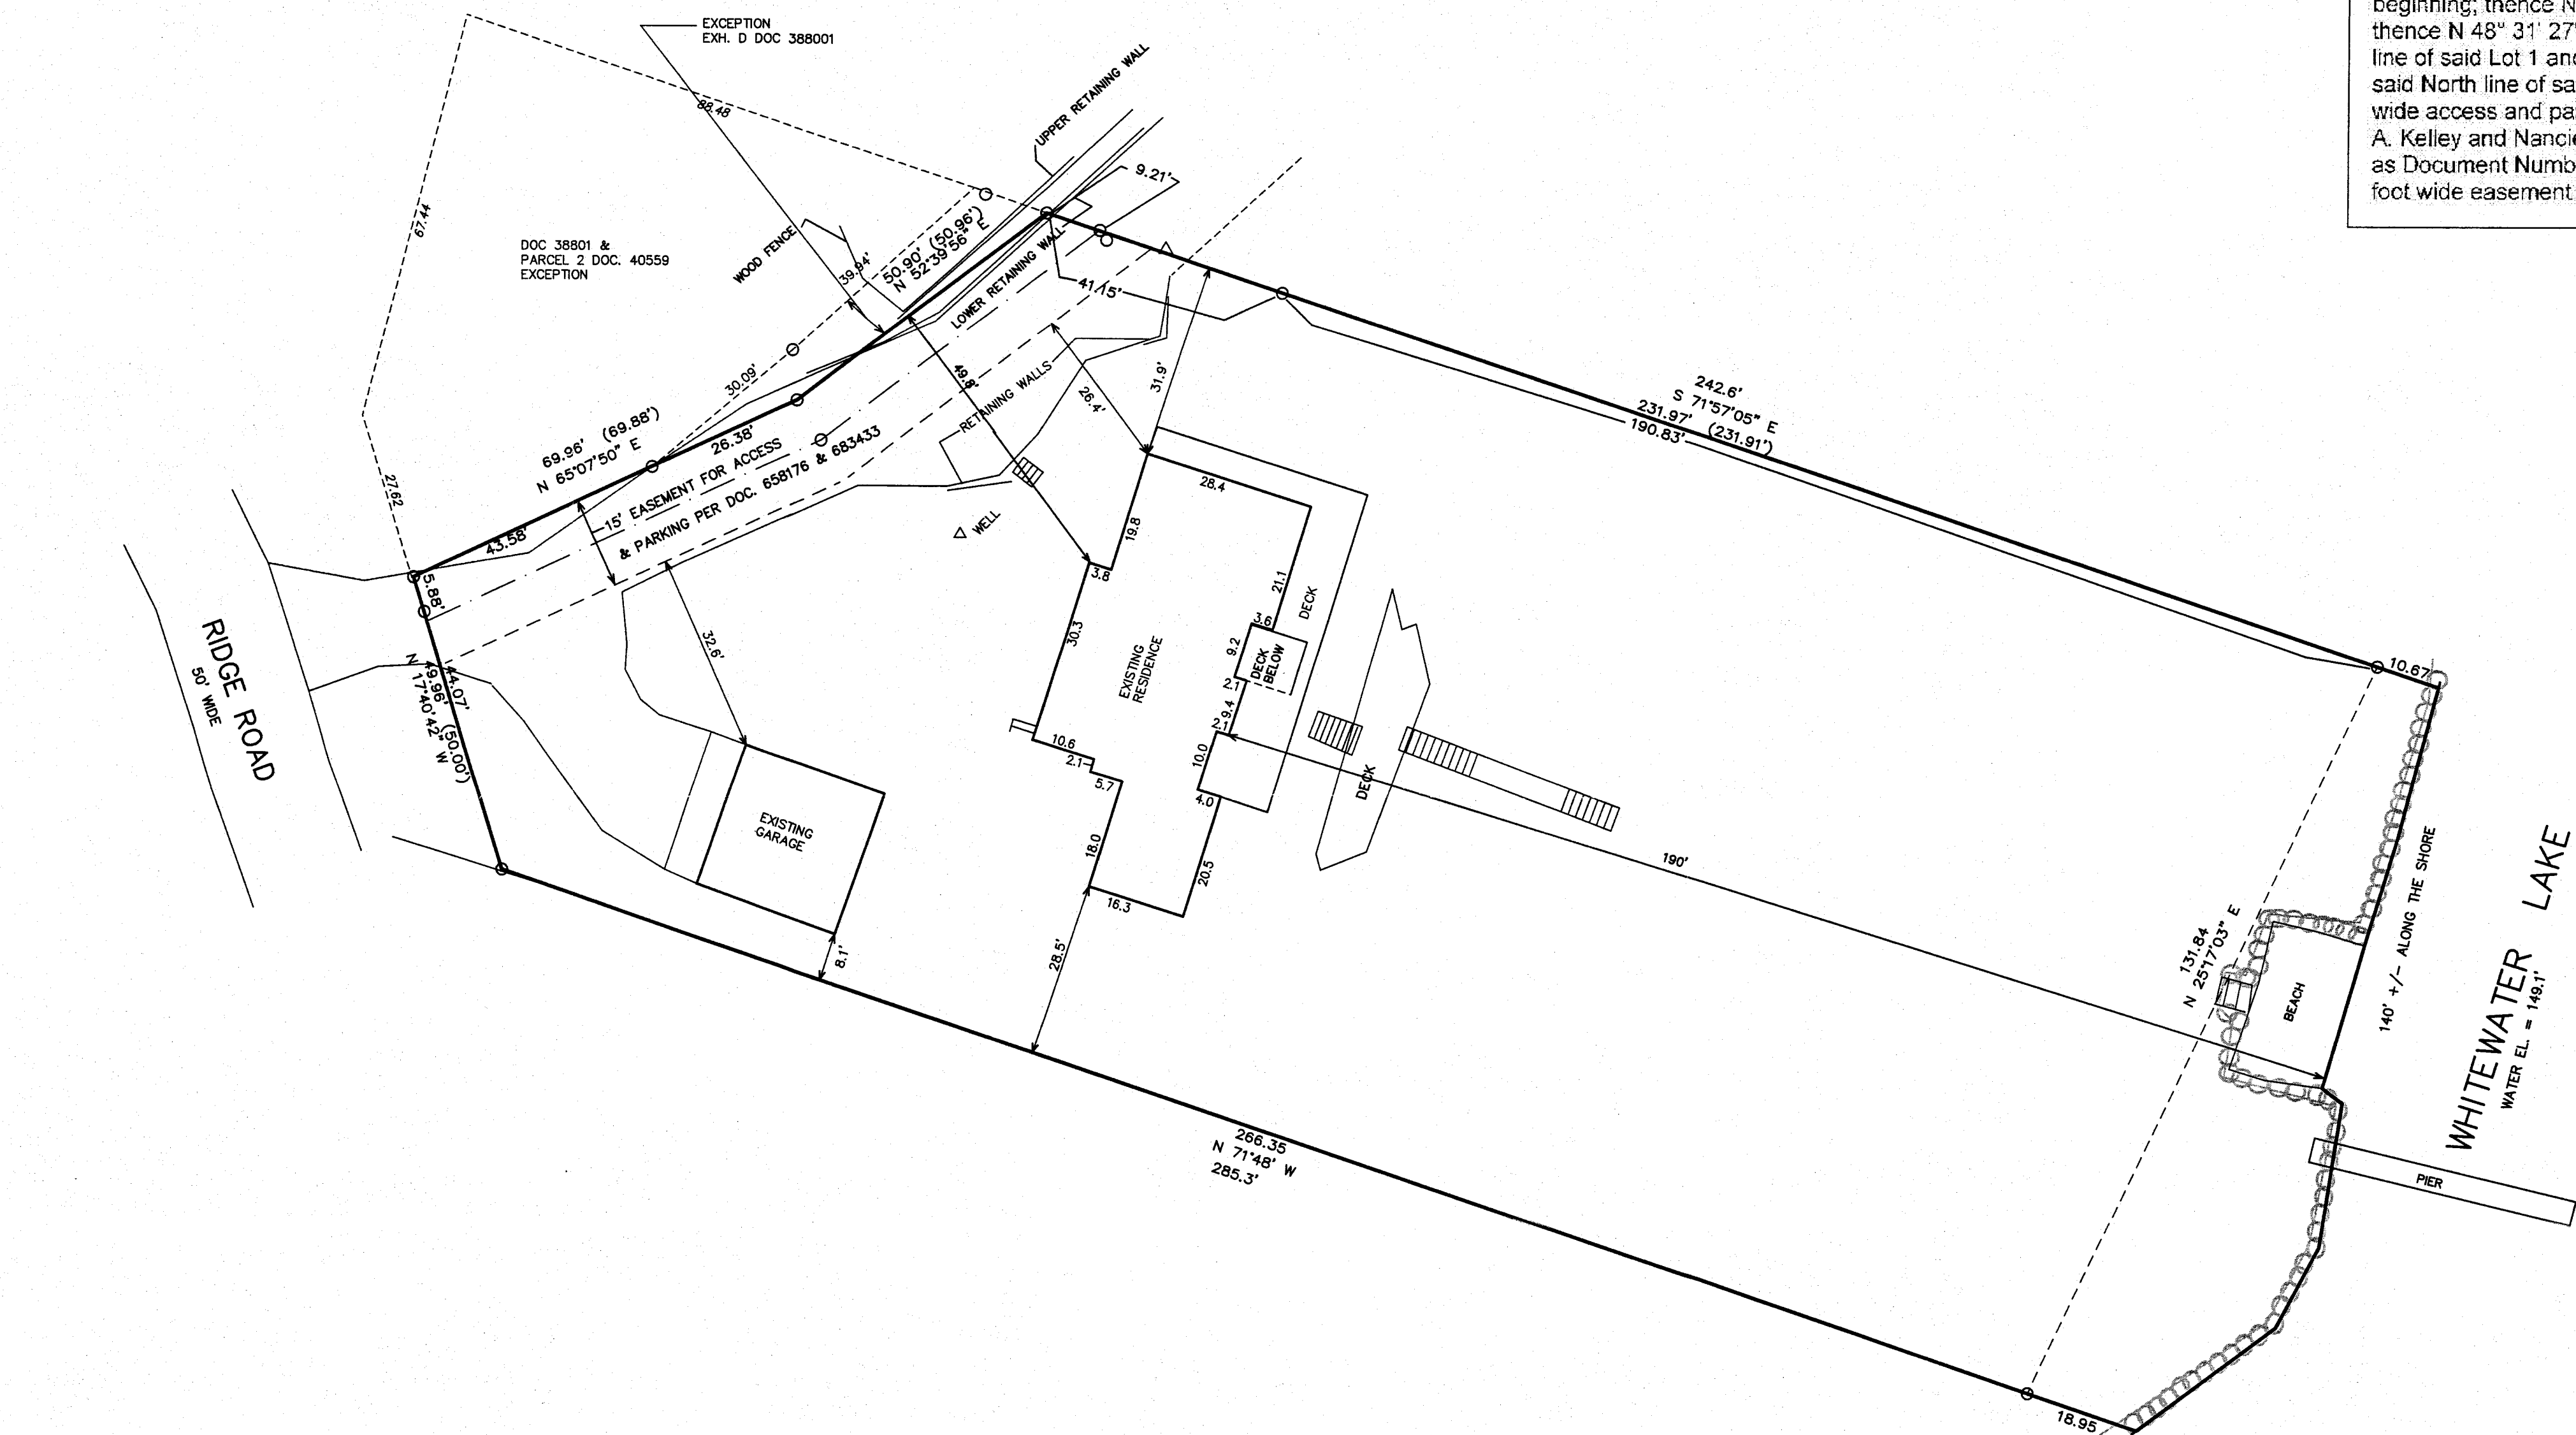 EXCEPTION
EXH. D DOC 388001
beginning; thence N
thence N 48° 31' 27"
line of said Lot 1 and
said North line of sa
wide access and pa
A. Kelley and Nancie
as Document Numb
foot wide easement
UPPER RETAINING WALL
88.48
67.44
9.21'
DOC 38801 &
PARCEL 2 DOC. 40559
EXCEPTION
WOOD FENCE
39.94'
50.90' (50.96')
N 52°39'56" E
LOWER RETAINING WALL
41.15'
30.09'
49.8'
RETAINING WALLS
26.4'
31.9'
242.6'
S 71°57'05" E
231.97' (231.91')
190.83'
69.96' (69.88')
N 65°07'50" E
26.38'
27.62
43.58'
15' EASEMENT FOR ACCESS
& PARKING PER DOC. 658176 & 683433
WELL
28.4
19.8
3.8
21.1
DECK
3.6
9.2
DECK
BELOW
2.1
9.4
2.1
30.3
EXISTING
RESIDENCE
5.88'
32.6'
RIDGE ROAD
50' WIDE
44.07'
49.96' (50.00')
N 17°40'42" W
10.6
2.1
5.7
10.0
4.0
DECK
18.0
20.5
16.3
EXISTING
GARAGE
8.1'
28.5'
190'
10.67
131.84
N 25°17'03" E
BEACH
140' +/- ALONG THE SHORE
WHITEWATER LAKE
WATER EL. = 149.1'
PIER
266.35
N 71°48' W
285.3'
18.95